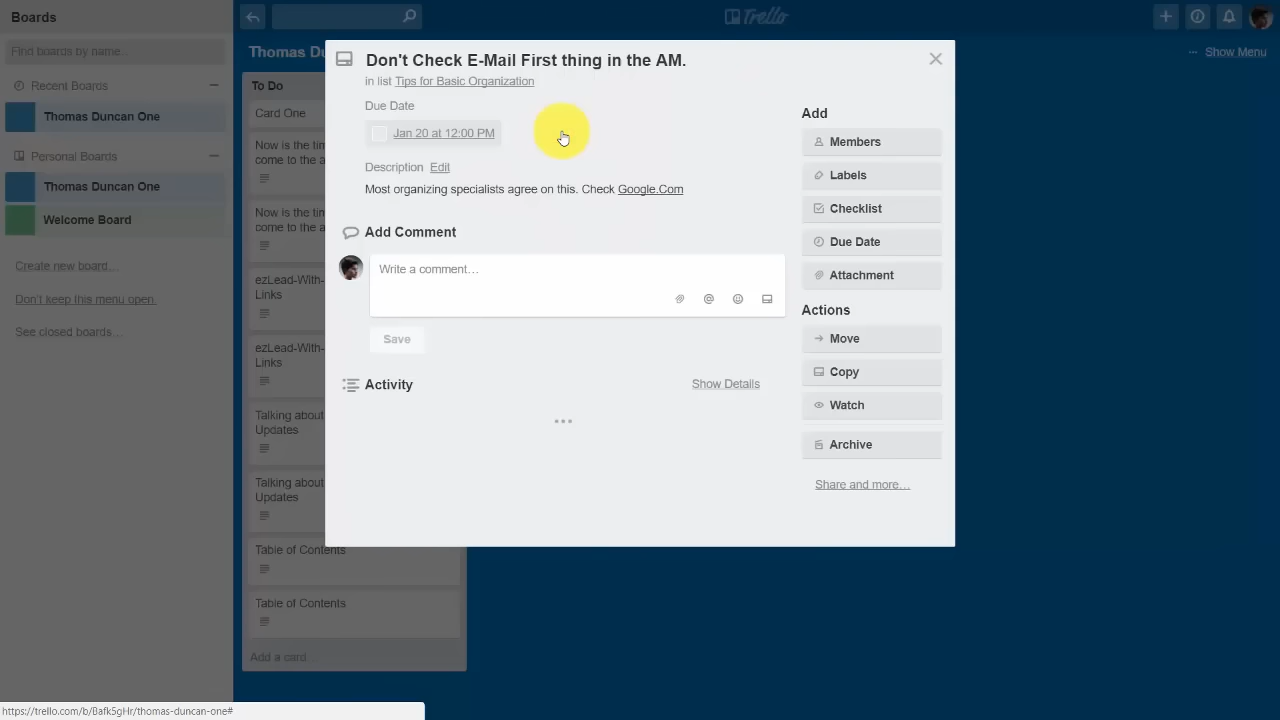 Boards
Trello
Find boards by name...
Thomas Du
... Show Menu
Recent Boards
Thomas Duncan One
Personal Boards
Thomas Duncan One
Welcome Board
Create new board...
Don't keep this menu open.
See closed boards...
To Do
Card One
Now is the tim
come to the a
Now is the tim
come to the a
ezLead-With-
Links
ezLead-With-
Links
Talking about
Updates
Talking about
Updates
Table of Contents
Table of Contents
Add a card...
Don't Check E-Mail First thing in the AM.
in list Tips for Basic Organization
Due Date
Jan 20 at 12:00 PM
Description Edit
Most organizing specialists agree on this. Check Google.Com
Add Comment
Write a comment...
@
Save
Activity
Show Details
Add
Members
Labels
Checklist
Due Date
Attachment
Actions
Move
Copy
Watch
Archive
Share and more...
https://trello.com/b/Bafk5gHr/thomas-duncan-one#